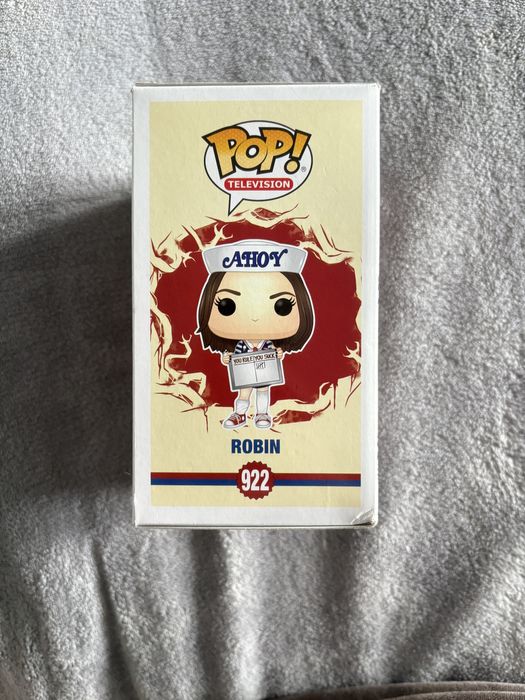 POP!
TELEVISION
AHOY
YOU RULE YOU SUCK
ROBIN
922